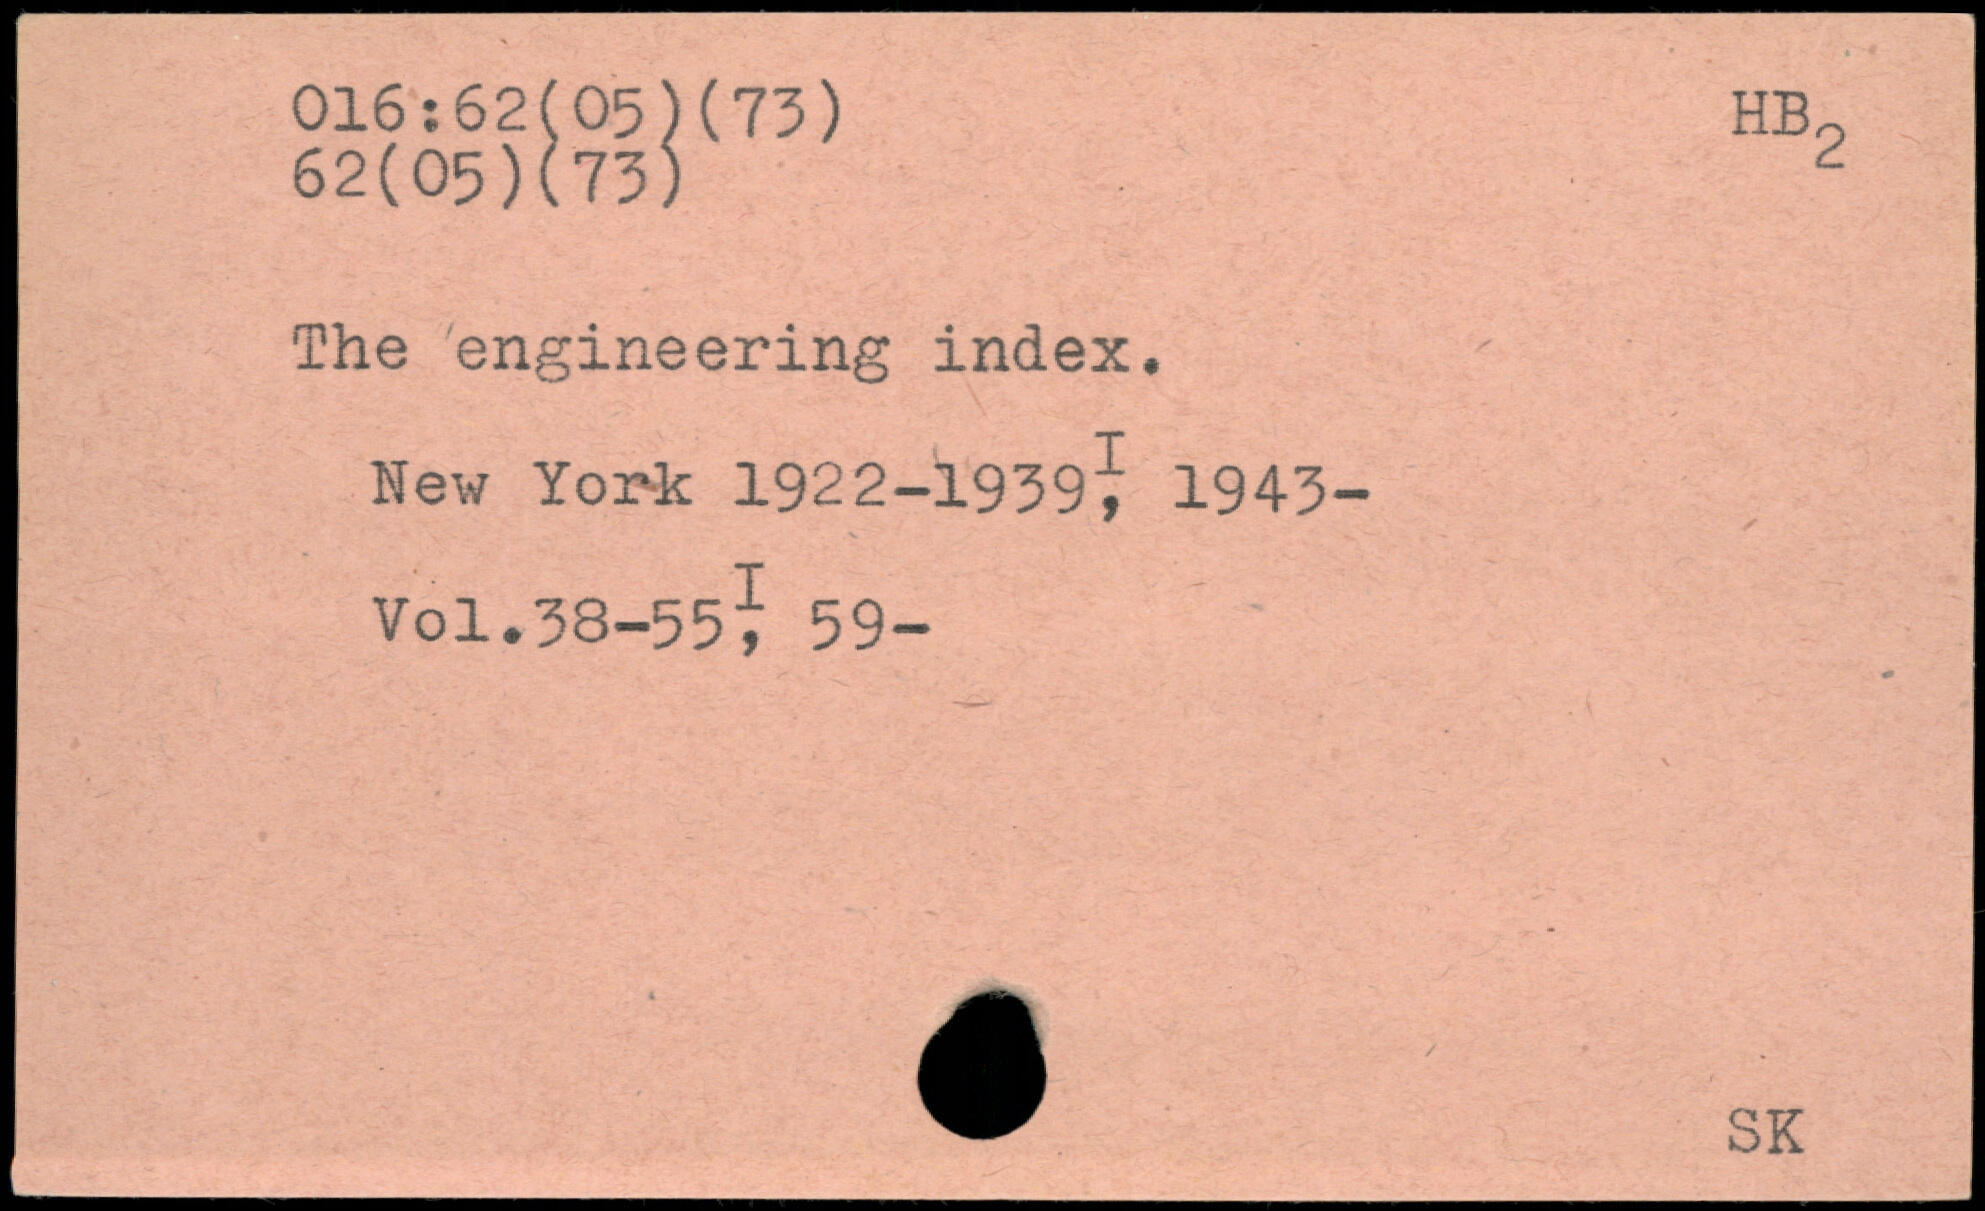 016:62(05)(73) HB₂
62(05)(73)
The engineering index.
New York 1922-1939ᴵ, 1943-
Vol.38-55ᴵ, 59-
SK